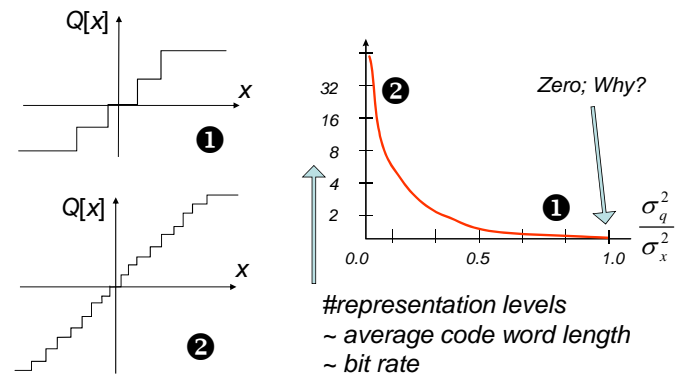 Q[x]
x
❶
Q[x]
x
❷
32
16
8
4
2
0.0
0.5
1.0
❷
❶
Zero; Why?
σ_q^2
σ_x^2
#representation levels
~ average code word length
~ bit rate